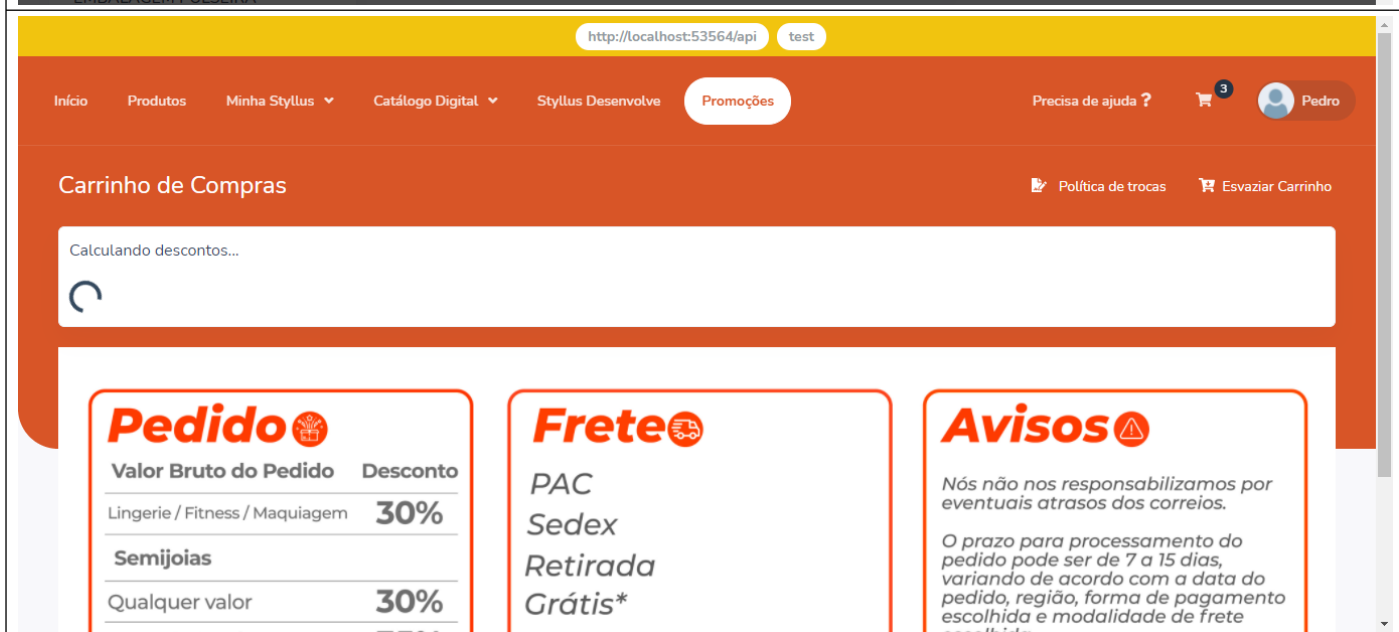 EMBALAGEM PULSEIRA
http://localhost:53564/api test
Início Produtos Minha Styllus Catálogo Digital Styllus Desenvolve Promoções Precisa de ajuda ? 3 Pedro
Carrinho de Compras Política de trocas Esvaziar Carrinho
Calculando descontos...
Pedido
Valor Bruto do Pedido Desconto
Lingerie / Fitness / Maquiagem 30%
Semijoias
Qualquer valor 30%
Frete
PAC
Sedex
Retirada
Grátis*
Avisos
Nós não nos responsabilizamos por
eventuais atrasos dos correios.
O prazo para processamento do
pedido pode ser de 7 a 15 dias,
variando de acordo com a data do
pedido, região, forma de pagamento
escolhida e modalidade de frete